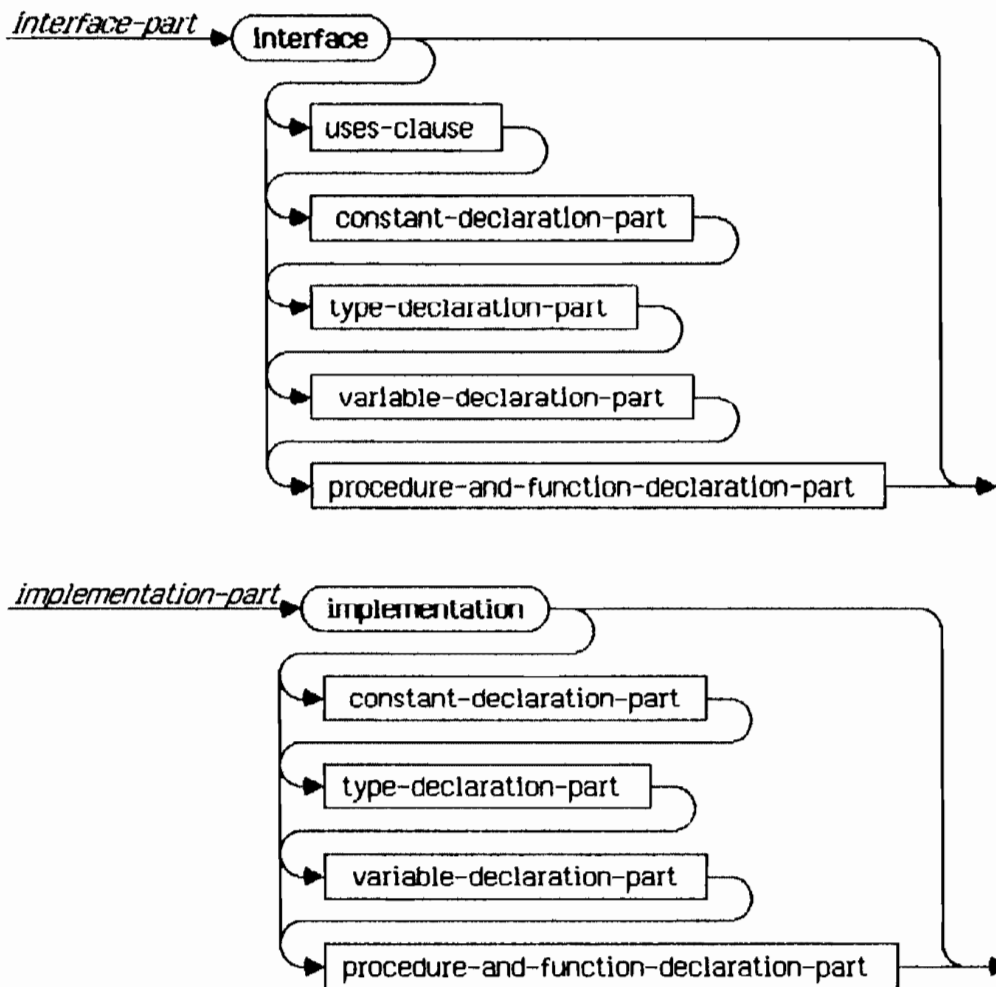 interface-part
interface
uses-clause
constant-declaration-part
type-declaration-part
variable-declaration-part
procedure-and-function-declaration-part
implementation-part
implementation
constant-declaration-part
type-declaration-part
variable-declaration-part
procedure-and-function-declaration-part